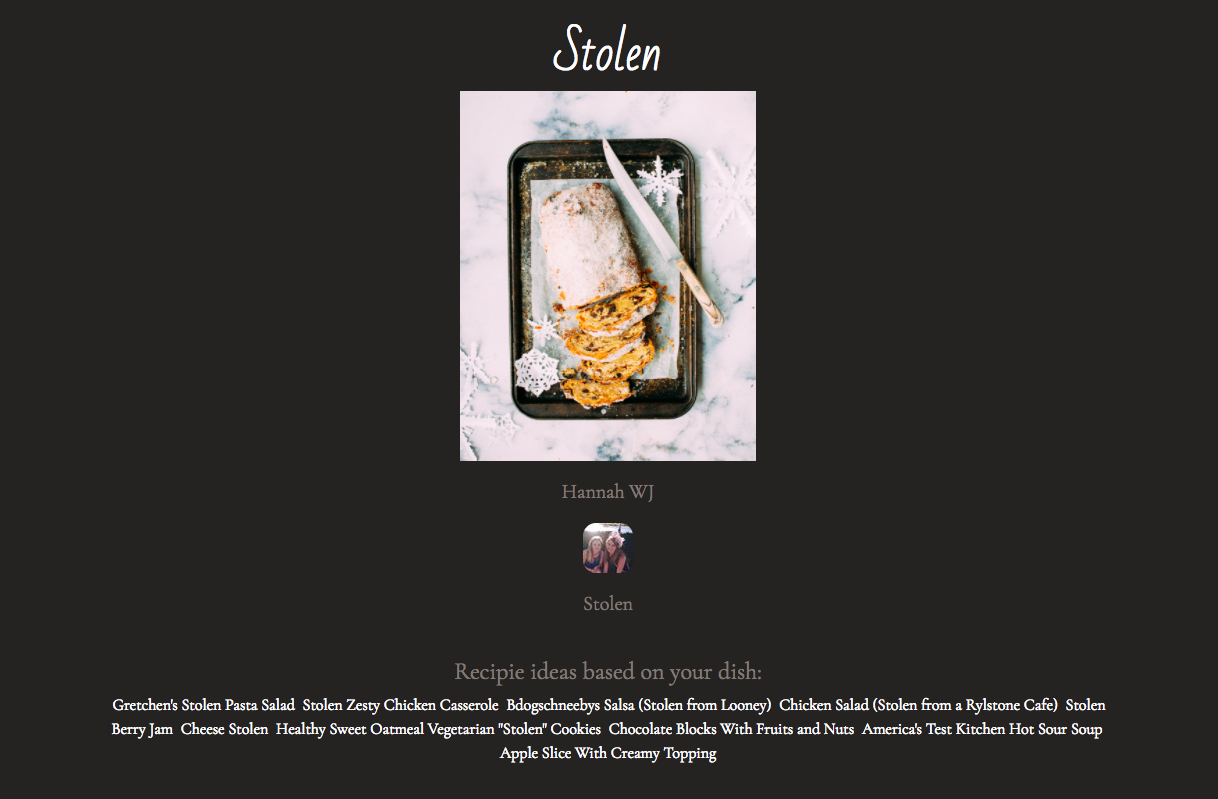 Stolen
Hannah WJ
Stolen
Recipie ideas based on your dish:
Gretchen's Stolen Pasta Salad Stolen Zesty Chicken Casserole Bdogschneebys Salsa (Stolen from Looney) Chicken Salad (Stolen from a Rylstone Cafe) Stolen
Berry Jam Cheese Stolen Healthy Sweet Oatmeal Vegetarian "Stolen" Cookies Chocolate Blocks With Fruits and Nuts America's Test Kitchen Hot Sour Soup
Apple Slice With Creamy Topping